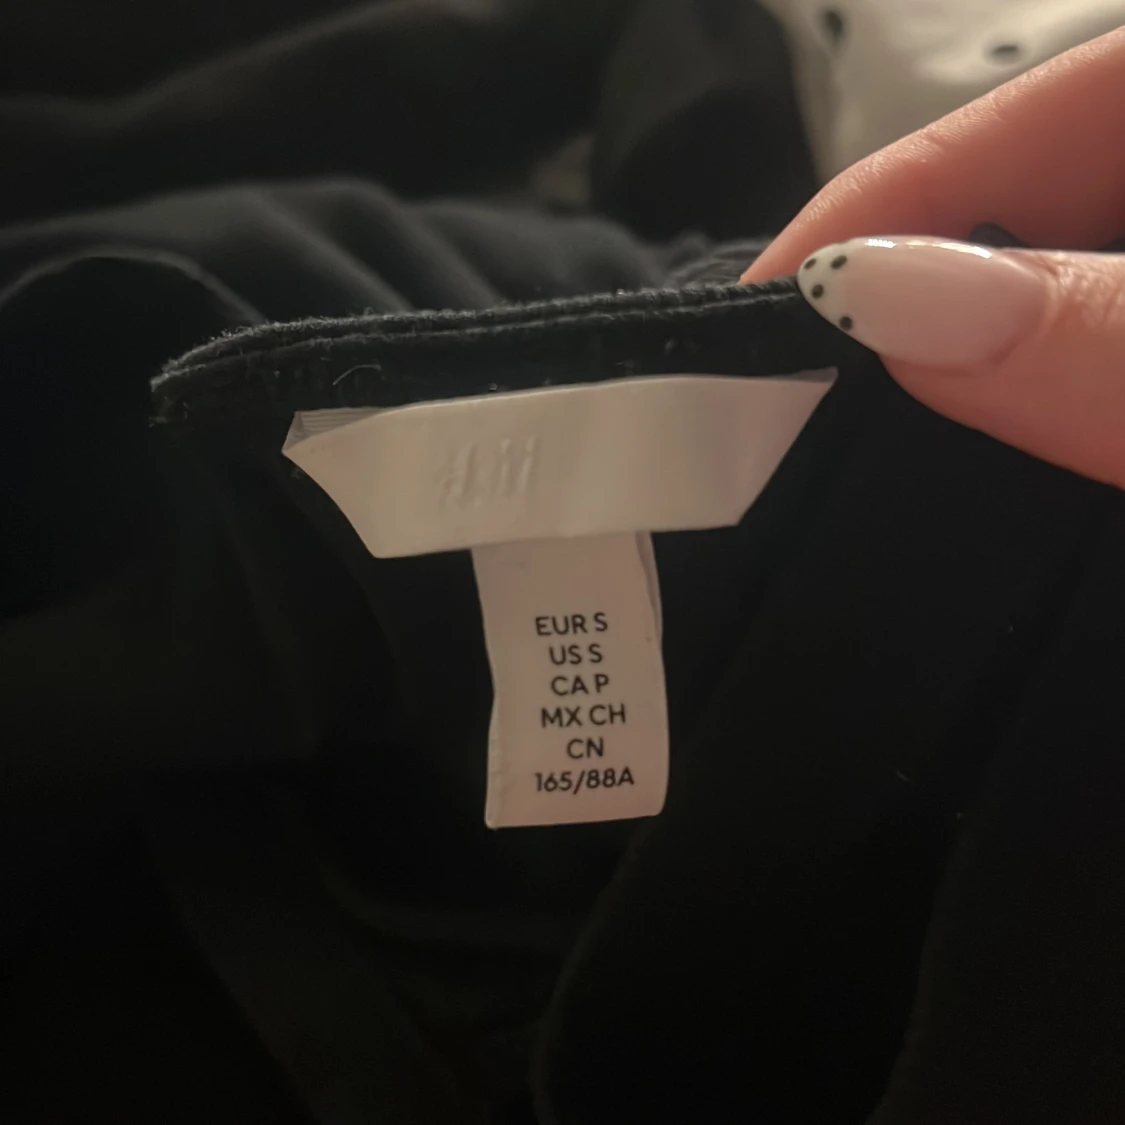 EUR S
US S
CA P
MX CH
CN
165/88A